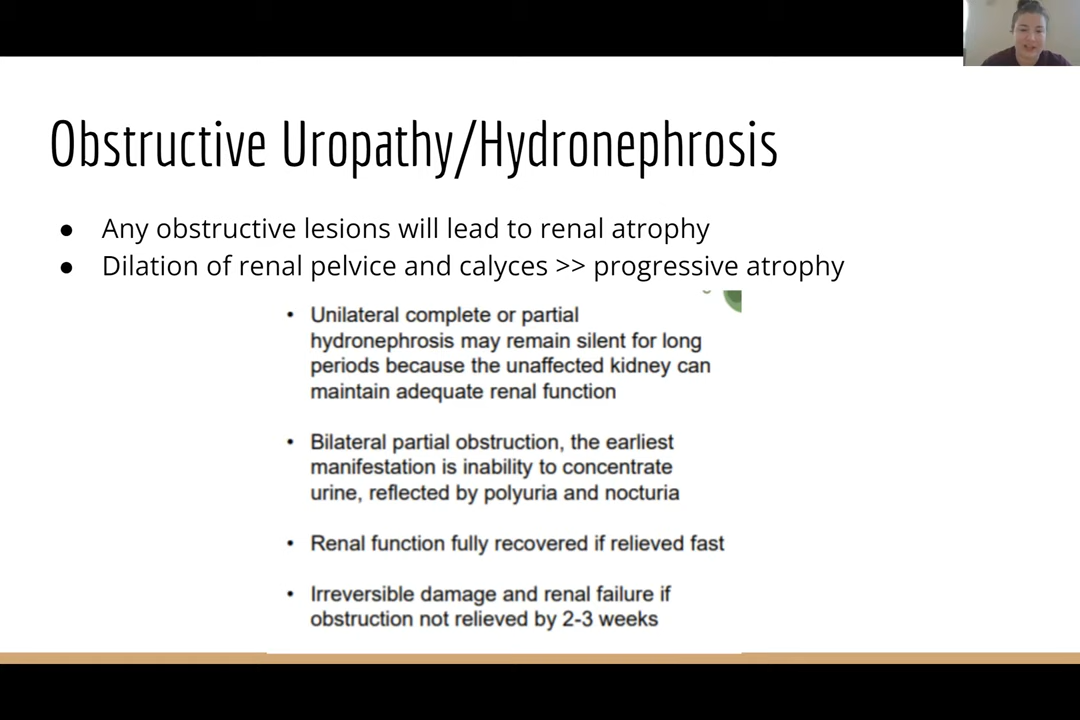 Obstructive Uropathy/Hydronephrosis
● Any obstructive lesions will lead to renal atrophy
● Dilation of renal pelvice and calyces >> progressive atrophy
• Unilateral complete or partial
hydronephrosis may remain silent for long
periods because the unaffected kidney can
maintain adequate renal function
• Bilateral partial obstruction, the earliest
manifestation is inability to concentrate
urine, reflected by polyuria and nocturia
• Renal function fully recovered if relieved fast
• Irreversible damage and renal failure if
obstruction not relieved by 2-3 weeks